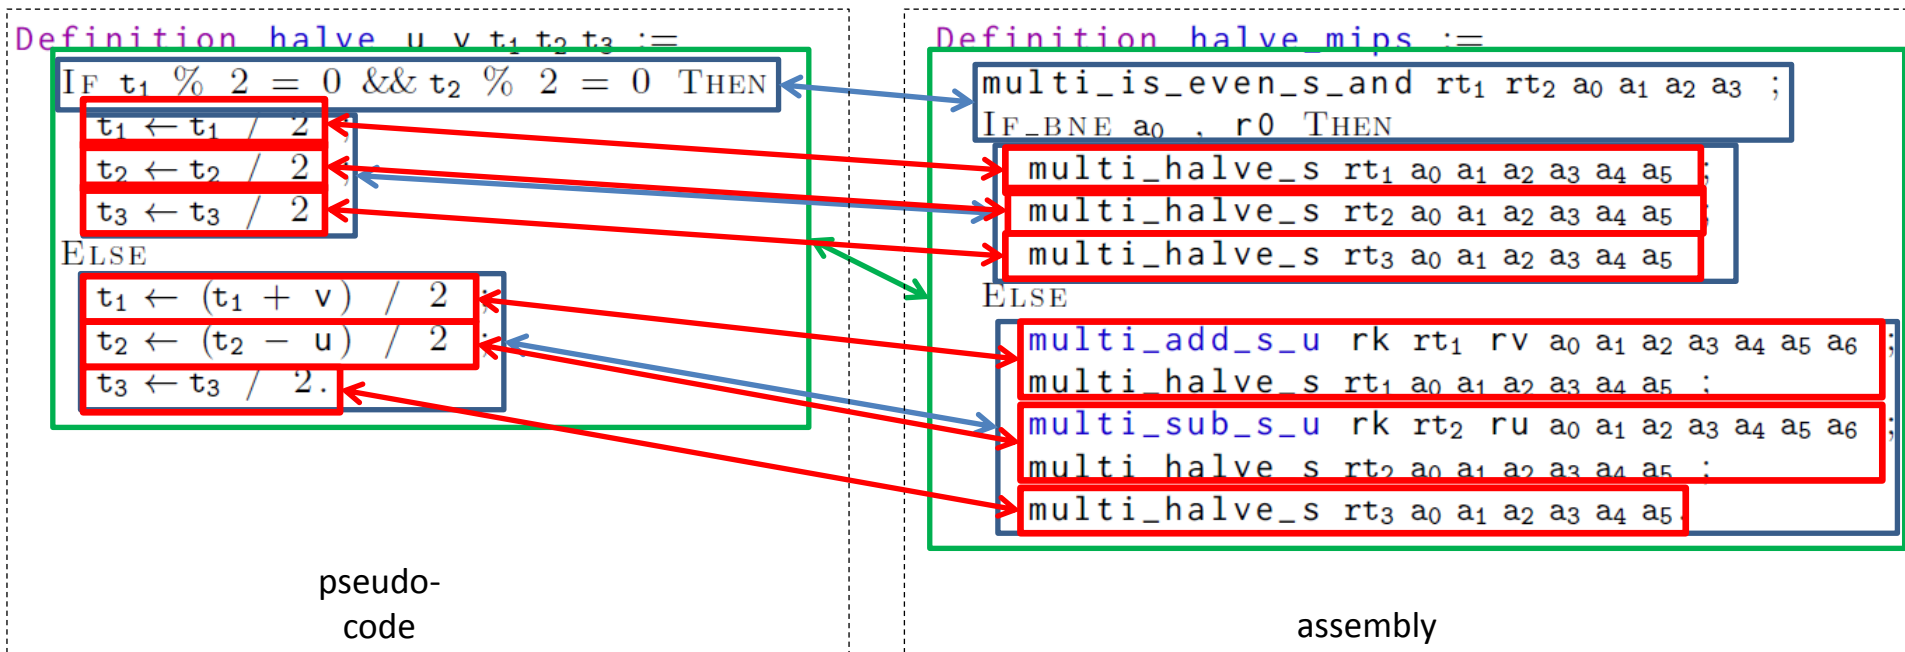 Definition halve u v t₁ t₂ t₃ :=
IF t₁ % 2 = 0 && t₂ % 2 = 0 THEN
t₁ ← t₁ / 2 ;
t₂ ← t₂ / 2 ;
t₃ ← t₃ / 2
ELSE
t₁ ← (t₁ + v) / 2 ;
t₂ ← (t₂ − u) / 2 ;
t₃ ← t₃ / 2.
pseudo-
code
Definition halve_mips :=
multi_is_even_s_and rt₁ rt₂ a₀ a₁ a₂ a₃ ;
IF_BNE a₀ , r0 THEN
multi_halve_s rt₁ a₀ a₁ a₂ a₃ a₄ a₅ ;
multi_halve_s rt₂ a₀ a₁ a₂ a₃ a₄ a₅ ;
multi_halve_s rt₃ a₀ a₁ a₂ a₃ a₄ a₅
ELSE
multi_add_s_u rk rt₁ rv a₀ a₁ a₂ a₃ a₄ a₅ a₆ ;
multi_halve_s rt₁ a₀ a₁ a₂ a₃ a₄ a₅ ;
multi_sub_s_u rk rt₂ ru a₀ a₁ a₂ a₃ a₄ a₅ a₆ ;
multi_halve_s rt₂ a₀ a₁ a₂ a₃ a₄ a₅ ;
multi_halve_s rt₃ a₀ a₁ a₂ a₃ a₄ a₅.
assembly